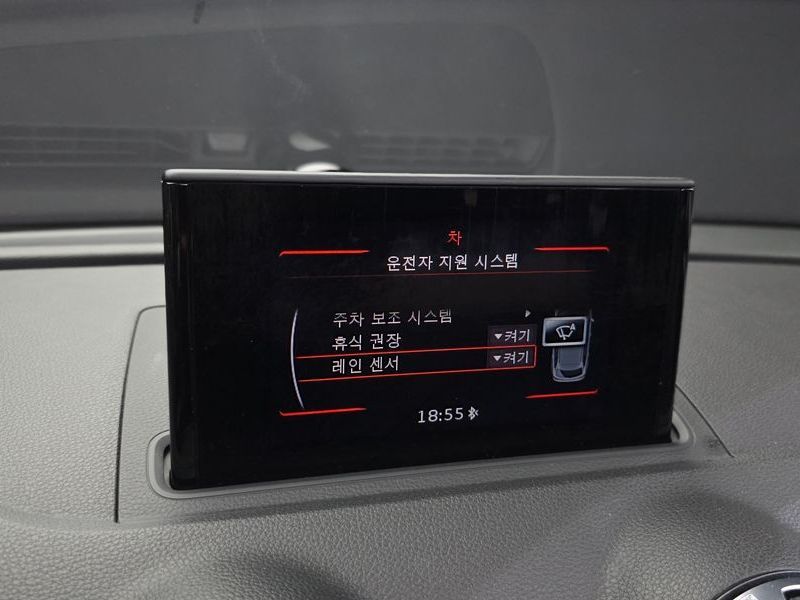 차
운전자 지원 시스템
주차 보조 시스템
휴식 권장 켜기
레인 센서 켜기
18:55